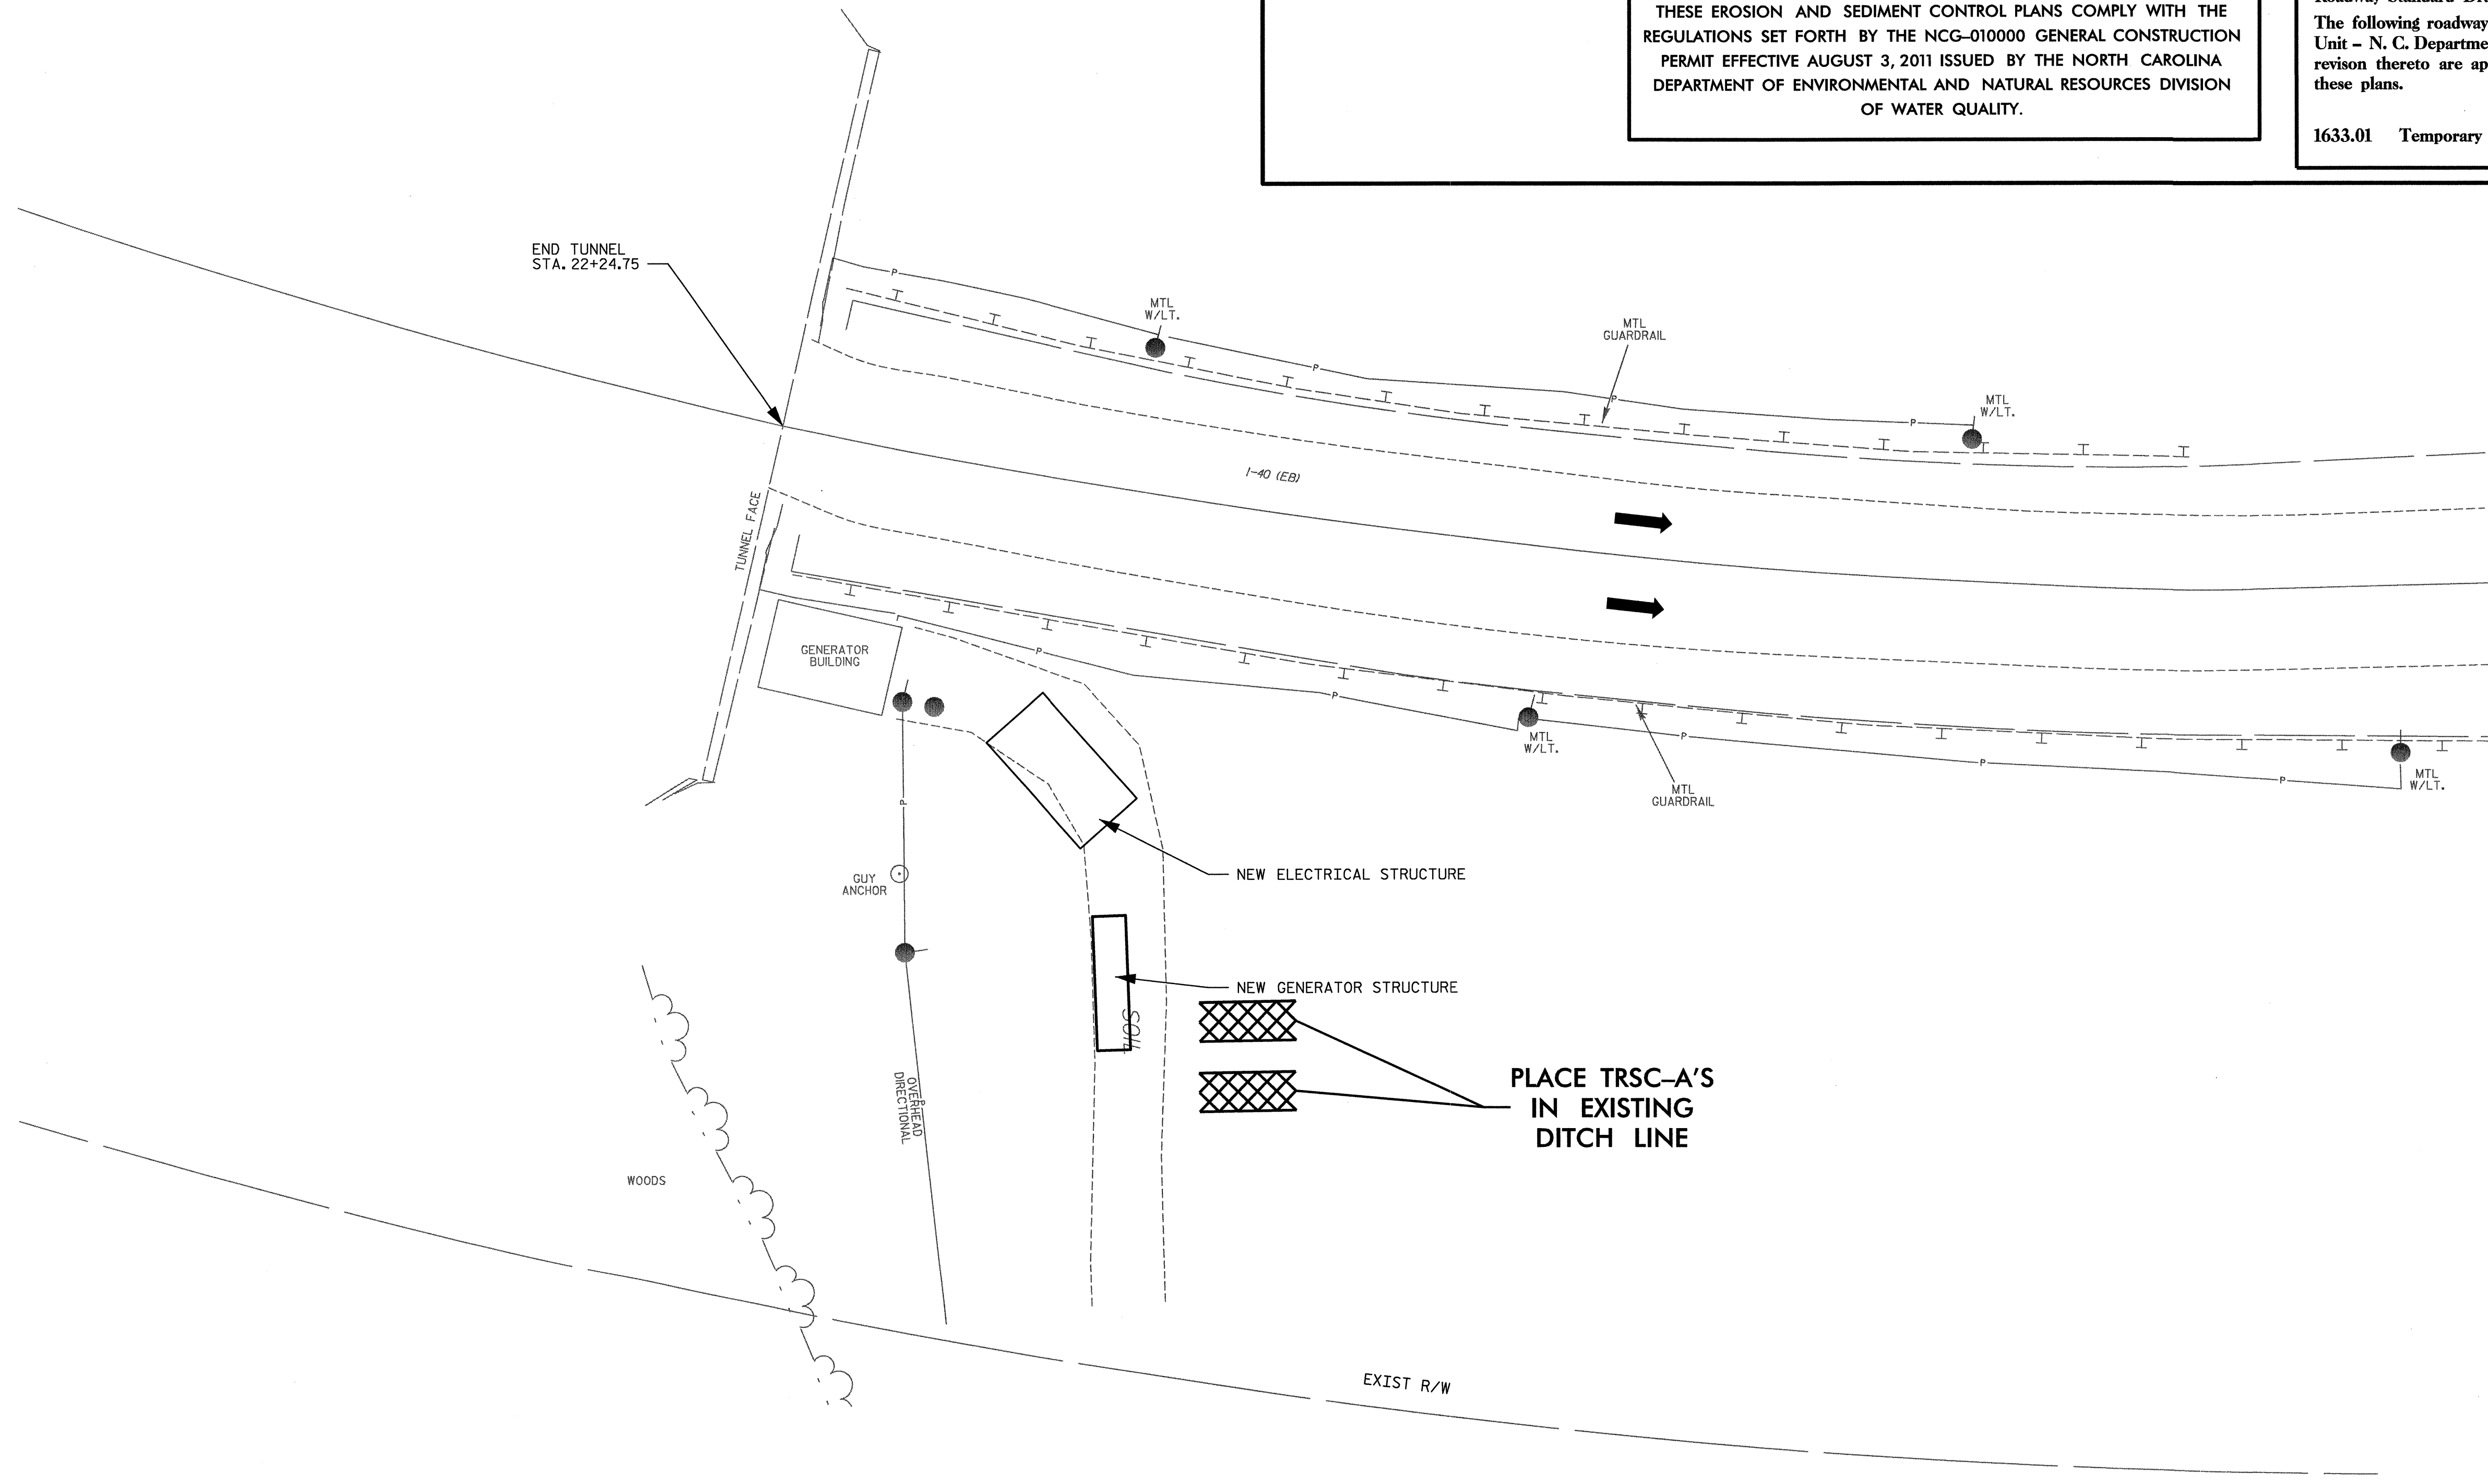 THESE EROSION AND SEDIMENT CONTROL PLANS COMPLY WITH THE
REGULATIONS SET FORTH BY THE NCG-010000 GENERAL CONSTRUCTION
PERMIT EFFECTIVE AUGUST 3, 2011 ISSUED BY THE NORTH CAROLINA
DEPARTMENT OF ENVIRONMENTAL AND NATURAL RESOURCES DIVISION
OF WATER QUALITY.
The following roadway
Unit – N. C. Departme
revison thereto are ap
these plans.
1633.01 Temporary
END TUNNEL
STA. 22+24.75
P
MTL
W/LT.
P
MTL
GUARDRAIL
P
P
MTL
W/LT.
I-40 (EB)
TUNNEL FACE
GENERATOR
BUILDING
P
P
MTL
W/LT.
P
MTL
GUARDRAIL
P
P
MTL
W/LT.
P
GUY
ANCHOR
NEW ELECTRICAL STRUCTURE
NEW GENERATOR STRUCTURE
SOIL
PLACE TRSC-A'S
IN EXISTING
DITCH LINE
P
OVERHEAD
DIRECTIONAL
WOODS
EXIST R/W